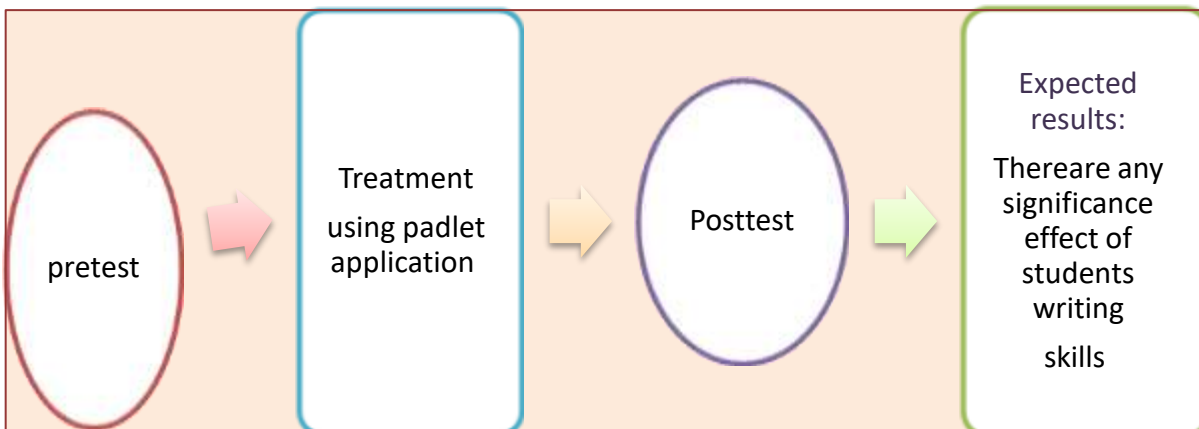 pretest
Treatment
using padlet
application
Posttest
Expected
results:
Thereare any
significance
effect of
students
writing
skills